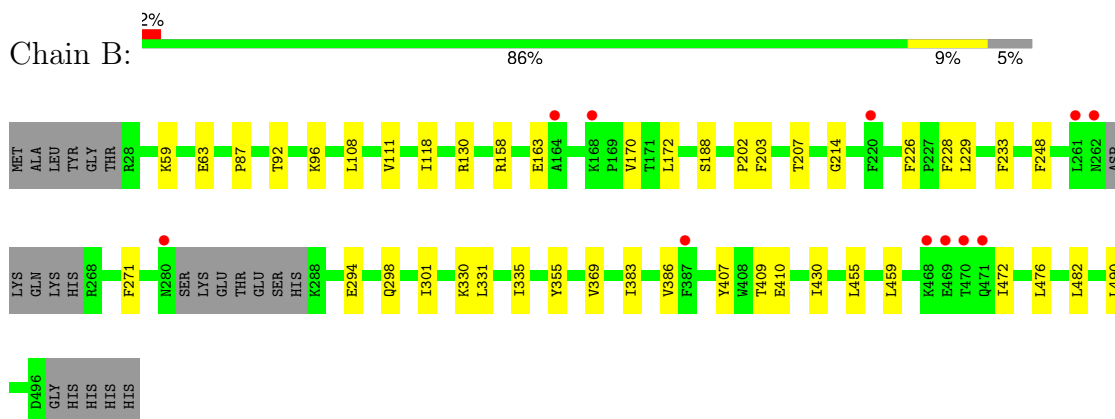 2%
Chain B:
86% 9% 5%
MET ALA LEU TYR GLY THR R28 K59 E63 P87 T92 K96 L108 V111 I118 R130 R158 E163 A164 K168 P169 V170 T171 L172 S188 P202 F203 T207 G214 F220 F226 P227 F228 L229 F233 F248 L261 N262 ASP
LYS GLN LYS HIS R268 F271 N280 SER LYS GLU THR GLU SER HIS K288 E294 Q298 I301 K330 L331 I335 Y355 V369 I383 V386 F387 Y407 W408 T409 E410 I430 L455 L459 K468 E469 T470 Q471 I472 L476 L482
D496 GLY HIS HIS HIS HIS